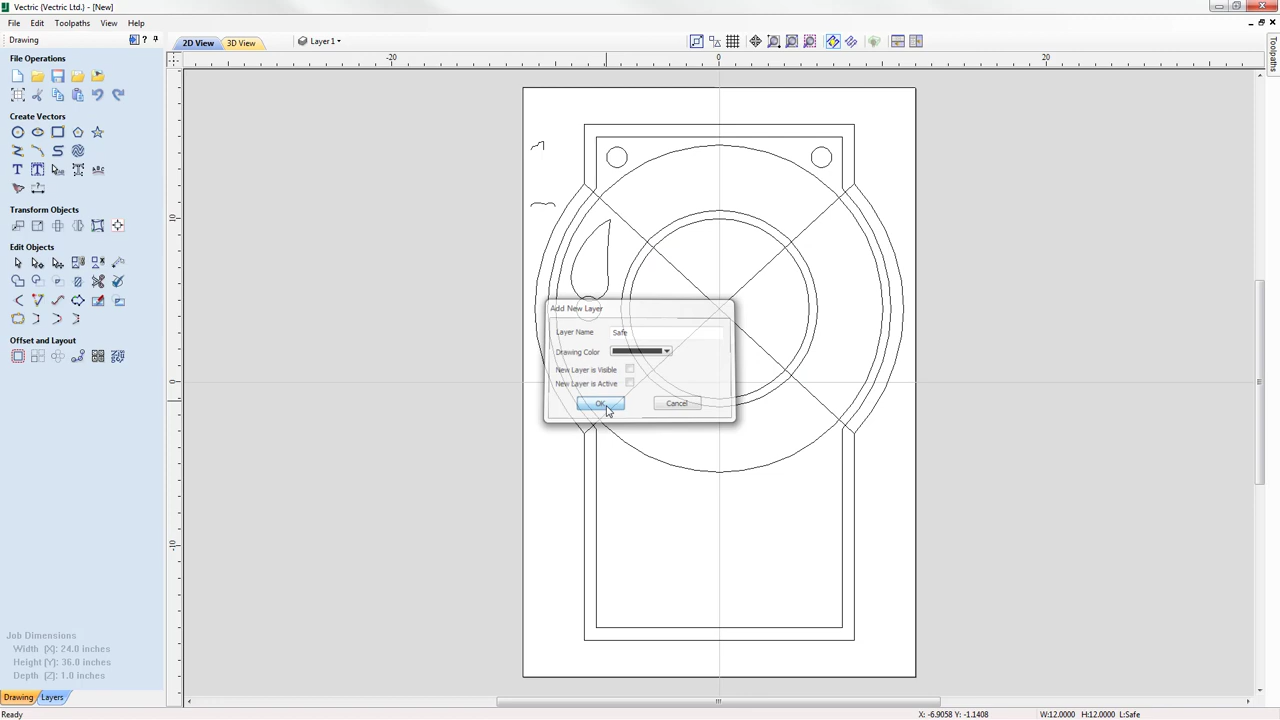 Vectric (Vectric Ltd.) - [New]
File Edit Toolpaths View Help
Drawing
2D View 3D View Layer 1
-20 0 20
File Operations
Create Vectors
Transform Objects
Edit Objects
Offset and Layout
10
0
-10
Toolpaths
Add New Layer
Layer Name Safe
Drawing Color
New Layer is Visible
New Layer is Active
OK Cancel
Job Dimensions
Width [X]: 24.0 inches
Height [Y]: 36.0 inches
Depth [Z]: 1.0 inches
Drawing Layers
Ready X: -6.9058 Y: -1.1408 W:12.0000 H:12.0000 L:Safe